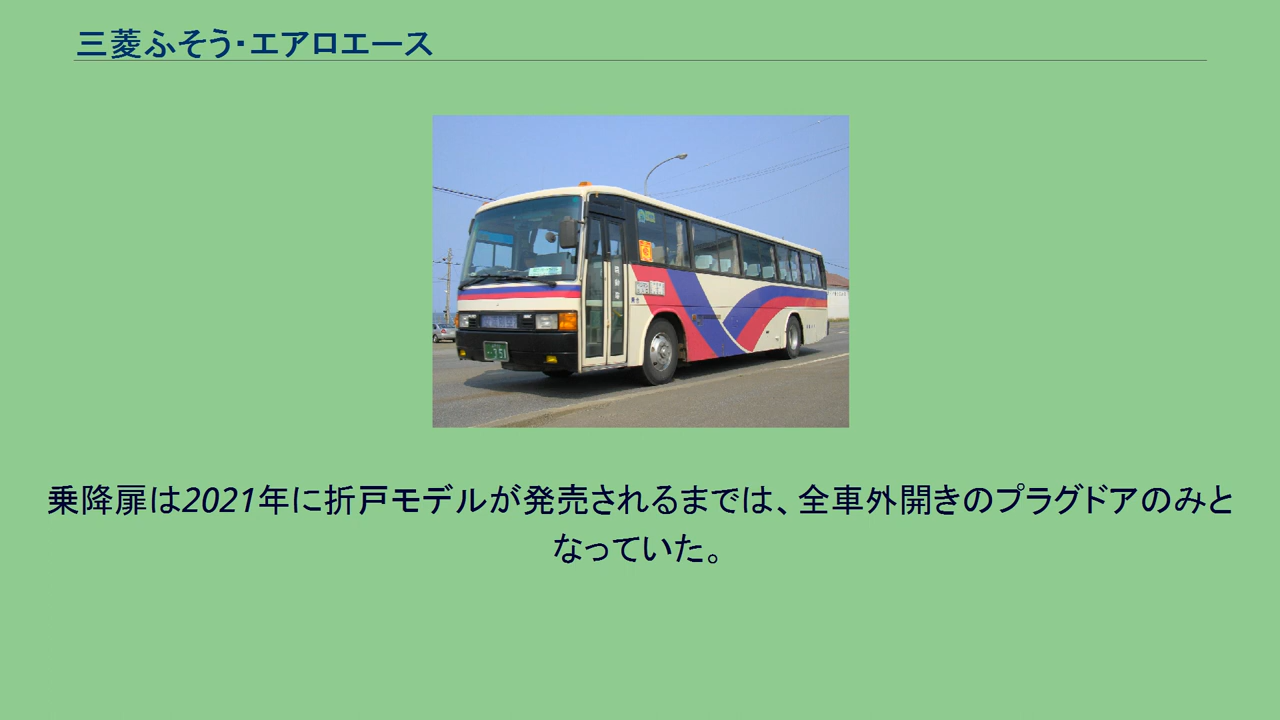 三菱ふそう・エアロエース
351
乗降扉は2021年に折戸モデルが発売されるまでは、全車外開きのプラグドアのみと
なっていた。